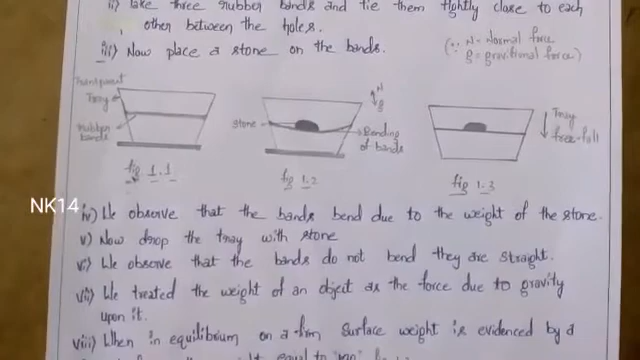 ii) Take three rubber bands and tie them tightly close to each
other between the holes.
iii) Now place a stone on the bands.
(∵ N = Normal force
g = gravitional force)
Transparent
Tray
rubber bands
fig 1.1
N
g
stone
Bending of bands
fig 1.2
Tray free-fall
fig 1.3
NK14
iv) We observe that the bands bend due to the weight of the stone.
v) Now drop the tray with stone
vi) We observe that the bands do not bend they are straight.
vii) We treated the weight of an object as the force due to gravity
upon it.
viii) When in equilibrium on a firm surface weight is evidenced by a
it equal to "mg"